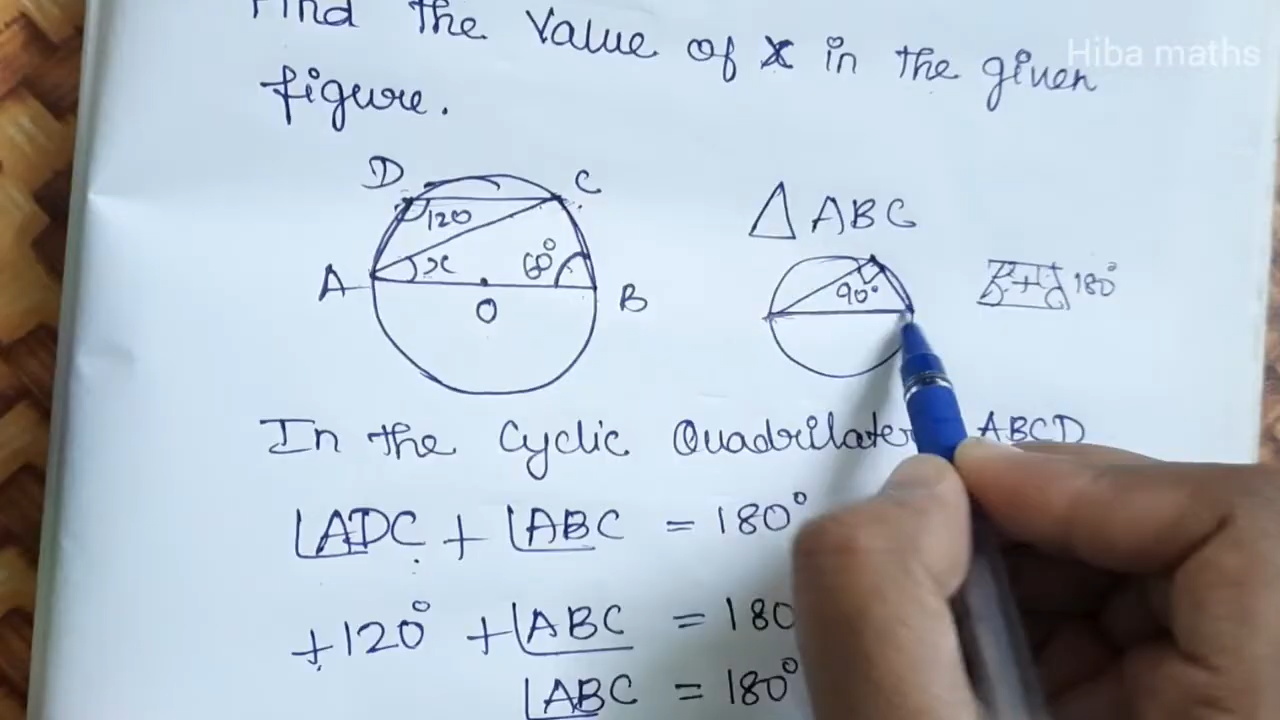 Find the Value of x in the given
Hiba maths
figure.
D
C
120
A
x
60°
O
B
△ ABC
90°
+
180°
In the Cyclic Quadrilater ABCD
∠ADC + ∠ABC = 180°
+120° + ∠ABC = 180
∠ABC = 180°